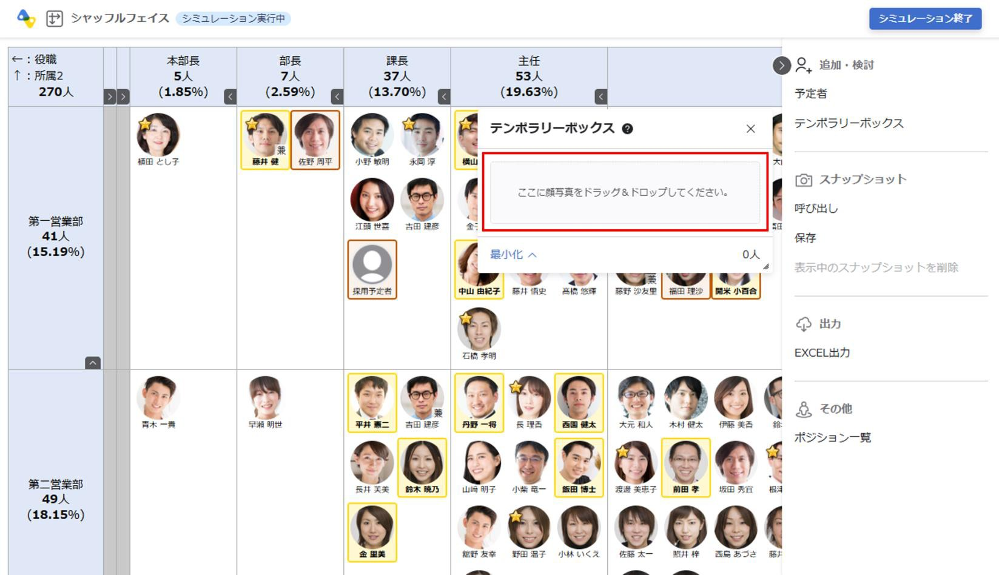 シャッフルフェイス シミュレーション実行中 シミュレーション終了
←：役職
↑：所属2
270人
本部長
5人
(1.85%)
部長
7人
(2.59%)
課長
37人
(13.70%)
主任
53人
(19.63%)
第一営業部
41人
(15.19%)
植田 とし子
兼
藤井 健 佐野 周平
小野 敏明 永岡 淳
横山
江頭 世喜 吉田 建彦
金子
採用予定者
中山 由紀子 藤井 悟史 高橋 悠輝
兼
藤野 沙友里 福田 理沙 開米 小百合
石橋 孝明
テンポラリーボックス ?
ここに顔写真をドラッグ＆ドロップしてください。
最小化 0人
第二営業部
49人
(18.15%)
青木 一貴 早瀬 明世
兼
平井 憲二 吉田 建彦 丹野 一将 長 理香 西園 健太 大元 和人 木村 健太 伊藤 美香
長井 芙美 鈴木 暁乃 山﨑 明子 小柴 竜一 飯田 博士 渡邊 美恵子 前田 孝 坂田 秀宜 根津
金 里美 舘野 友幸 野田 温子 小林 いくえ 佐藤 太一 照井 梓 西島 あづさ 藤井
追加・検討
予定者
テンポラリーボックス
スナップショット
呼び出し
保存
表示中のスナップショットを削除
出力
EXCEL出力
その他
ポジション一覧